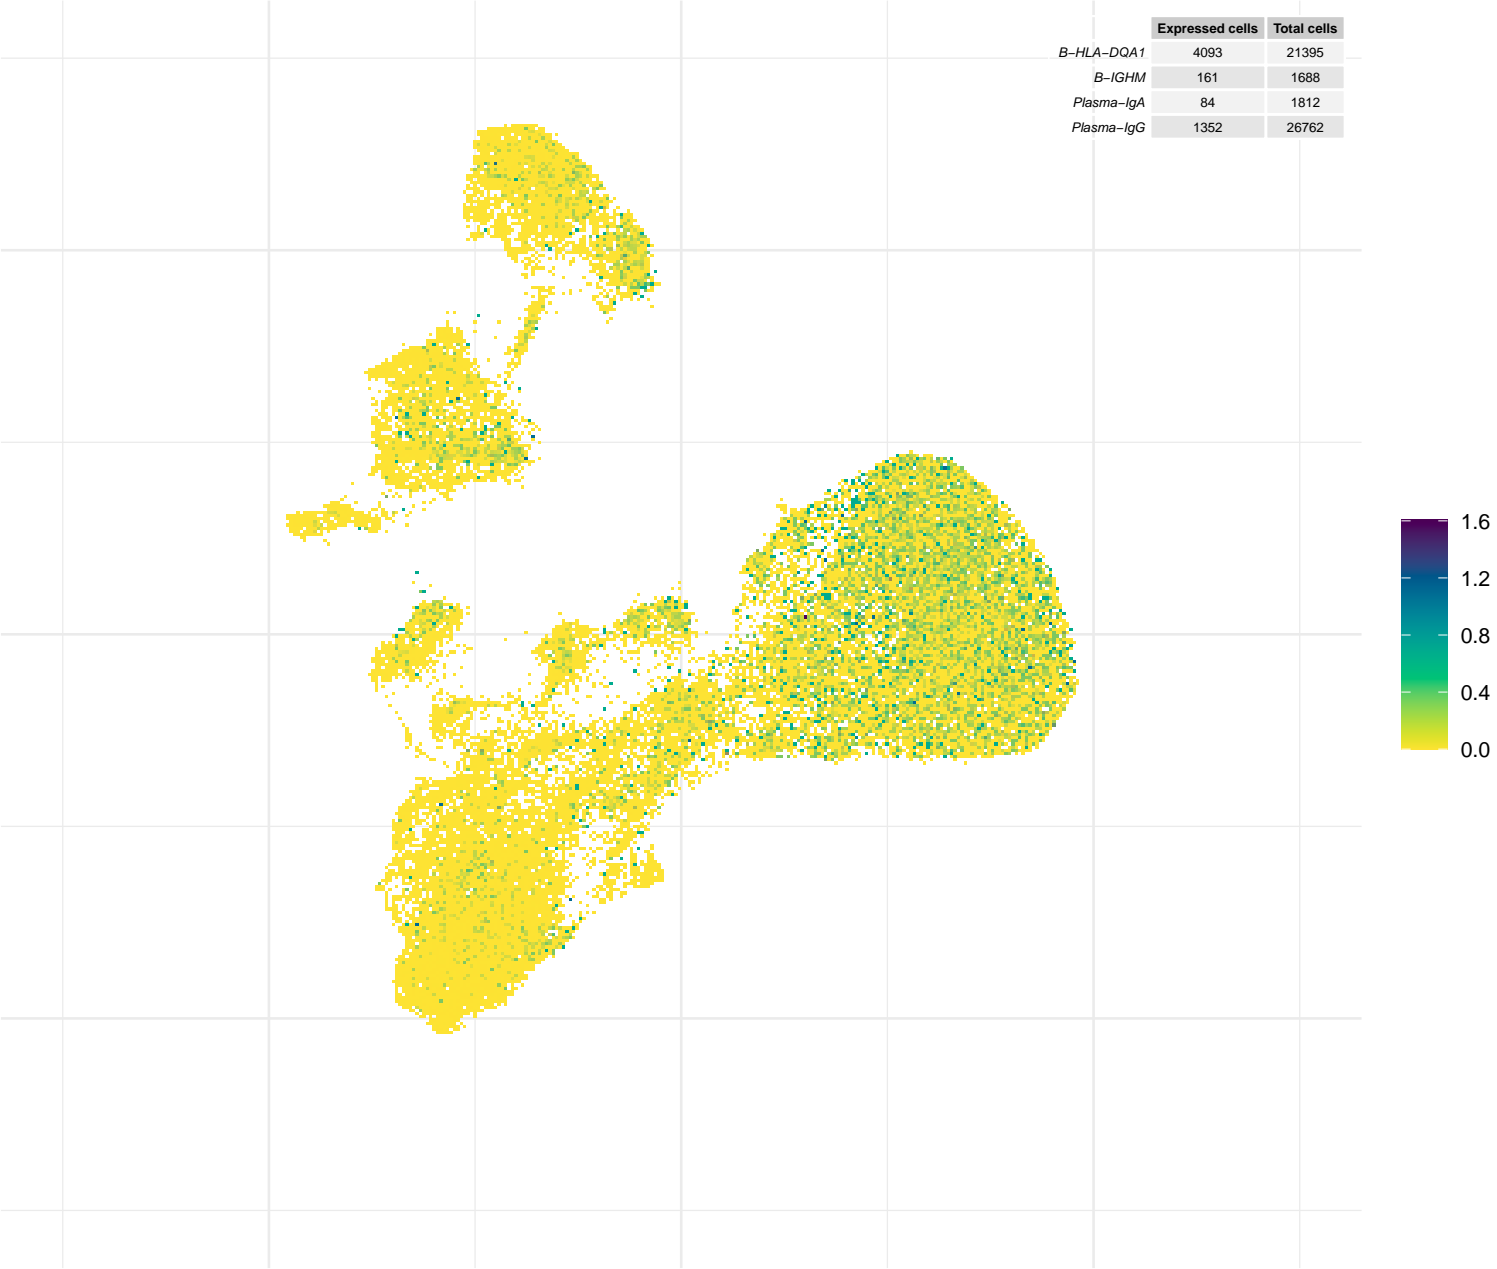 Expressed cells Total cells
B−HLA−DQA1 4093 21395
B−IGHM 161 1688
Plasma−IgA 84 1812
Plasma−IgG 1352 26762
1.6
1.2
0.8
0.4
0.0